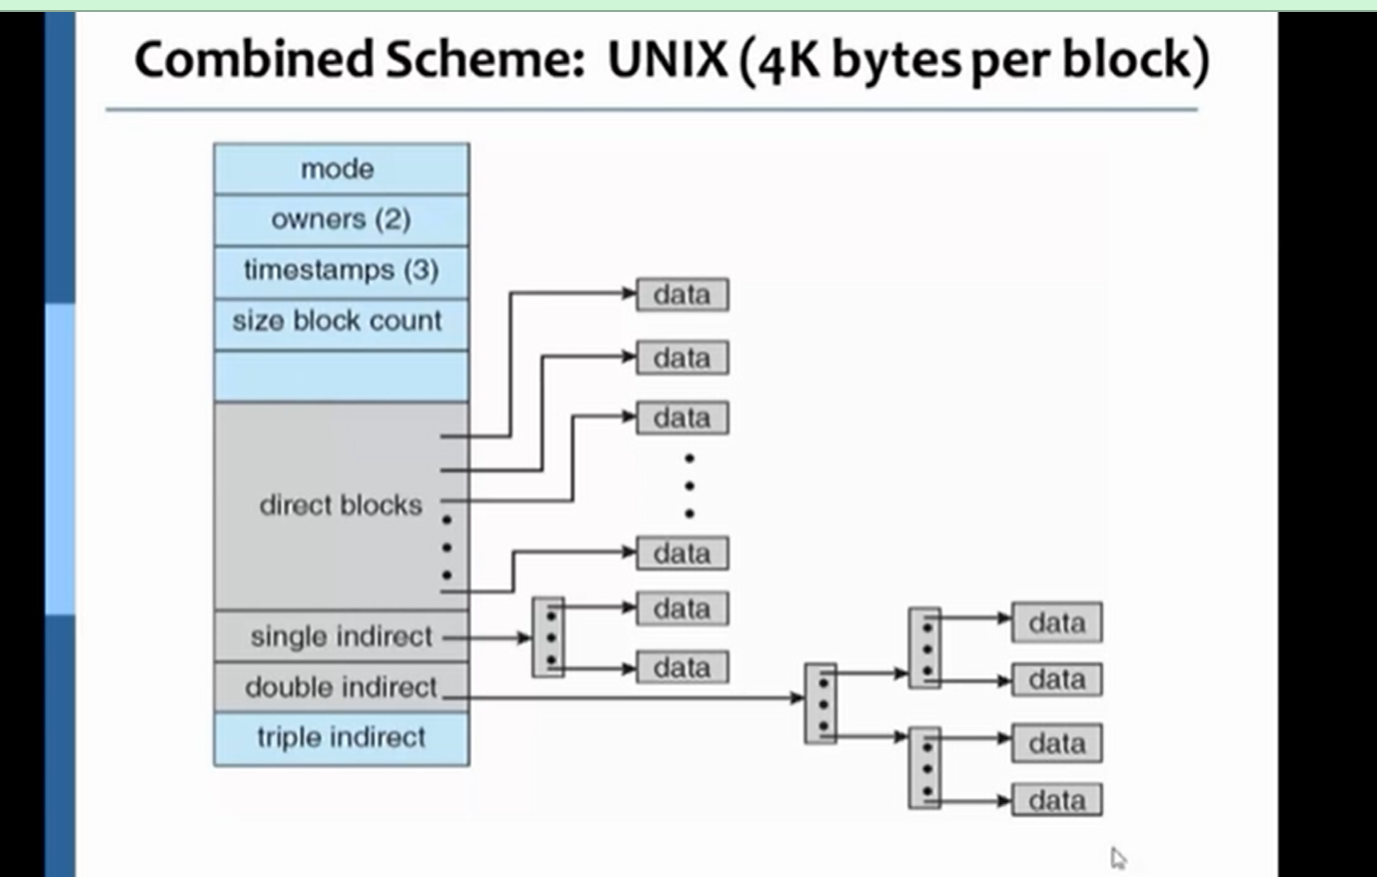 Combined Scheme: UNIX (4K bytes per block)
mode
owners (2)
timestamps (3)
size block count
direct blocks
single indirect
double indirect
triple indirect
data
data
data
data
data
data
data
data
data
data